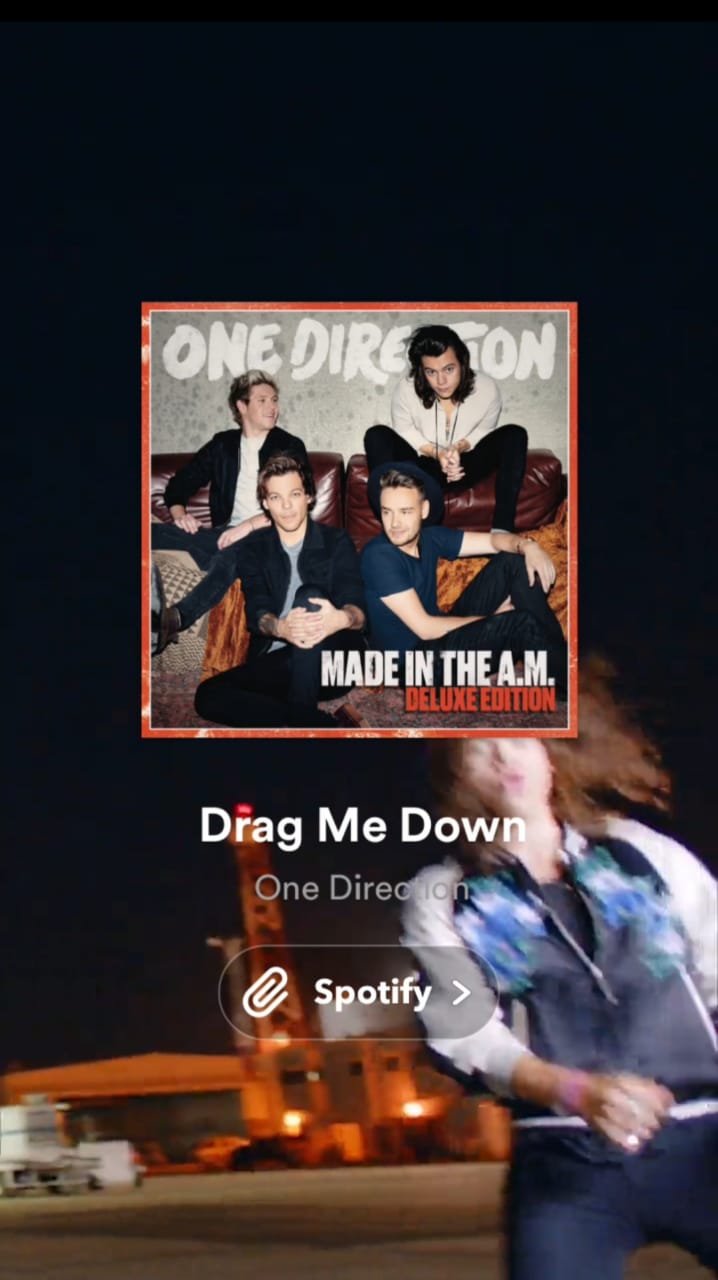 ONE DIRECTION
MADE IN THE A.M.
DELUXE EDITION
Drag Me Down
One Direction
Spotify